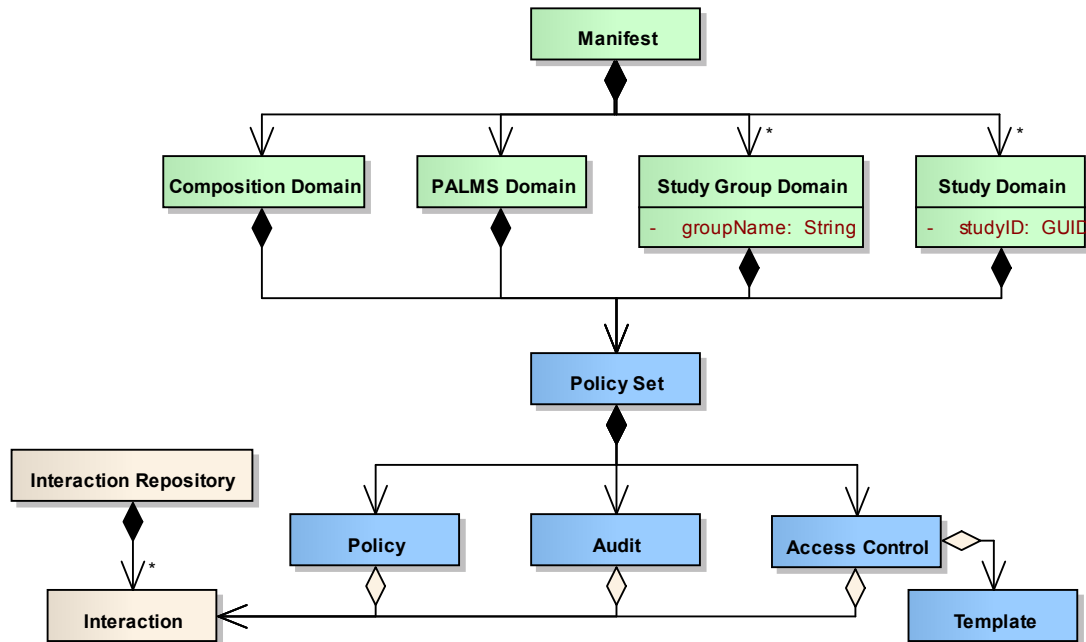 Manifest
*
*
Composition Domain
PALMS Domain
Study Group Domain
- groupName: String
Study Domain
- studyID: GUID
Policy Set
Interaction Repository
*
Policy
Audit
Access Control
Interaction
Template